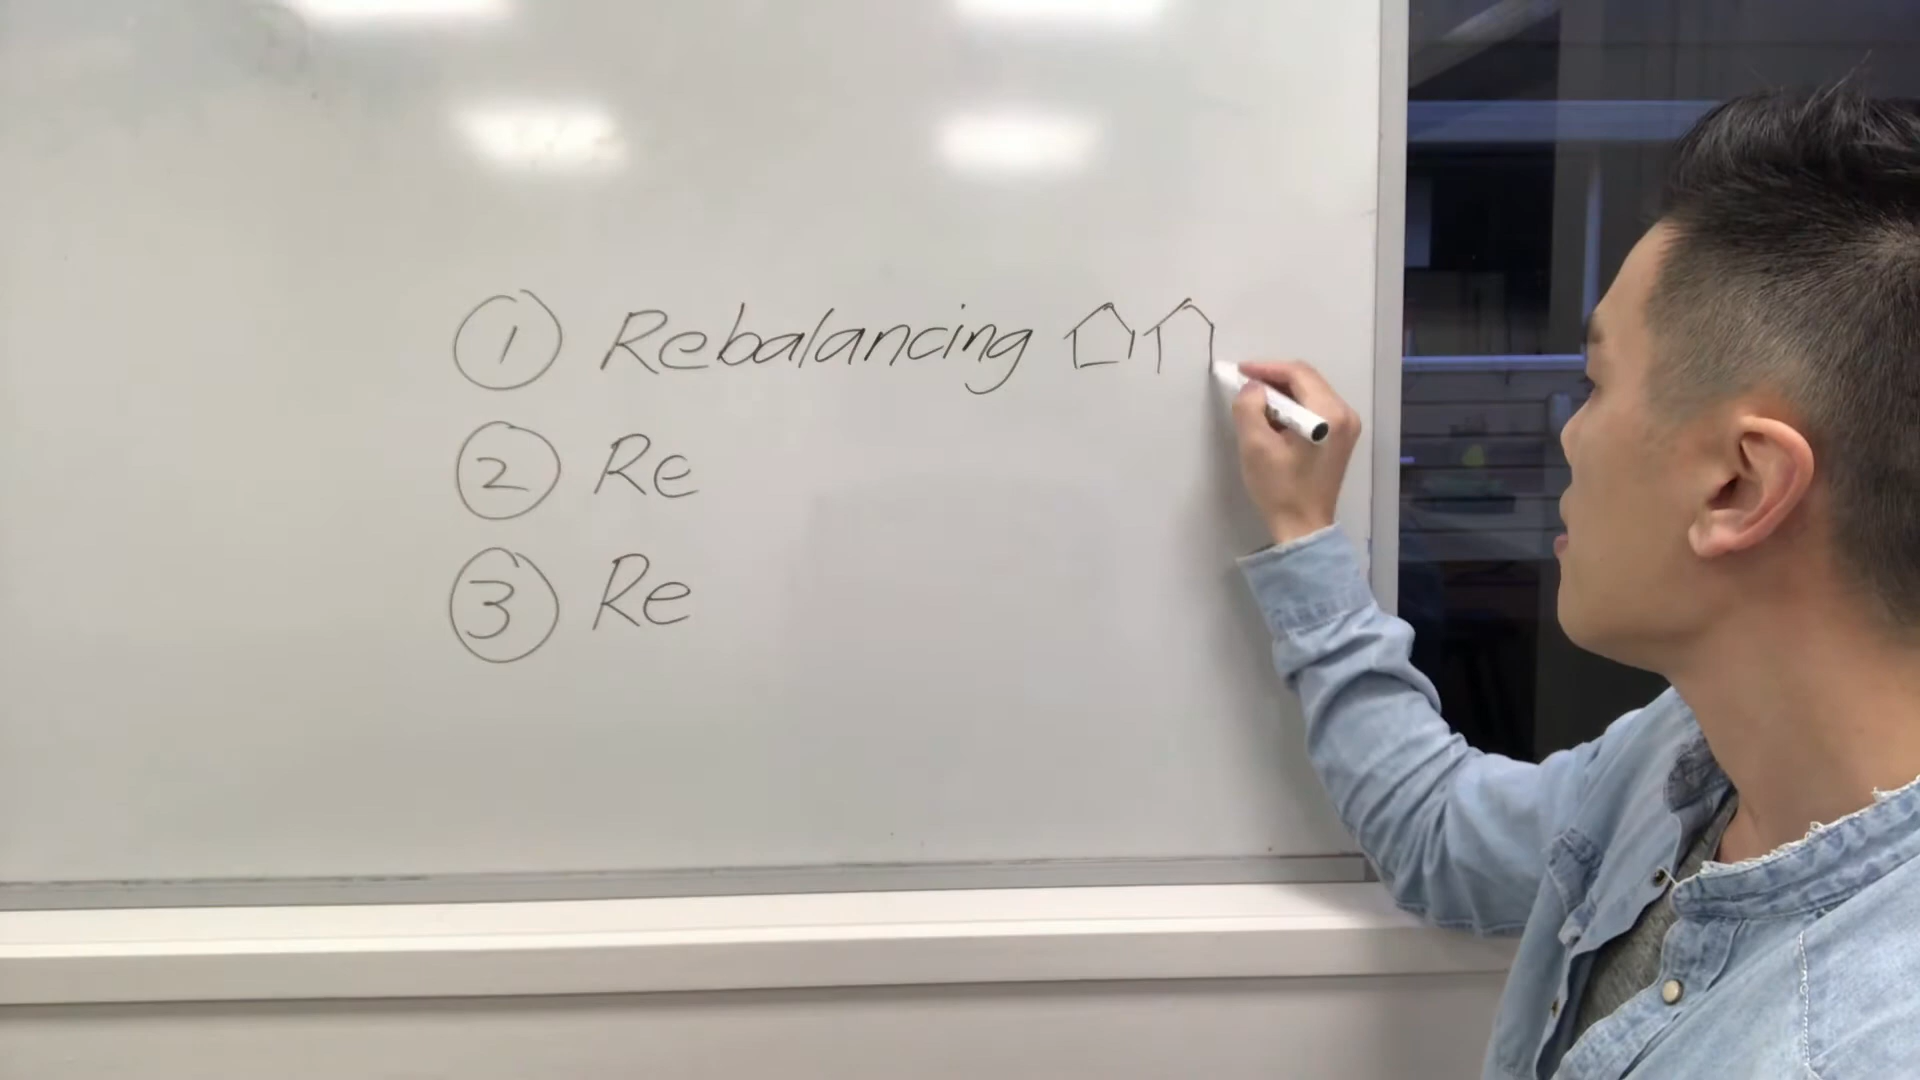 ① Rebalancing
② Re
③ Re